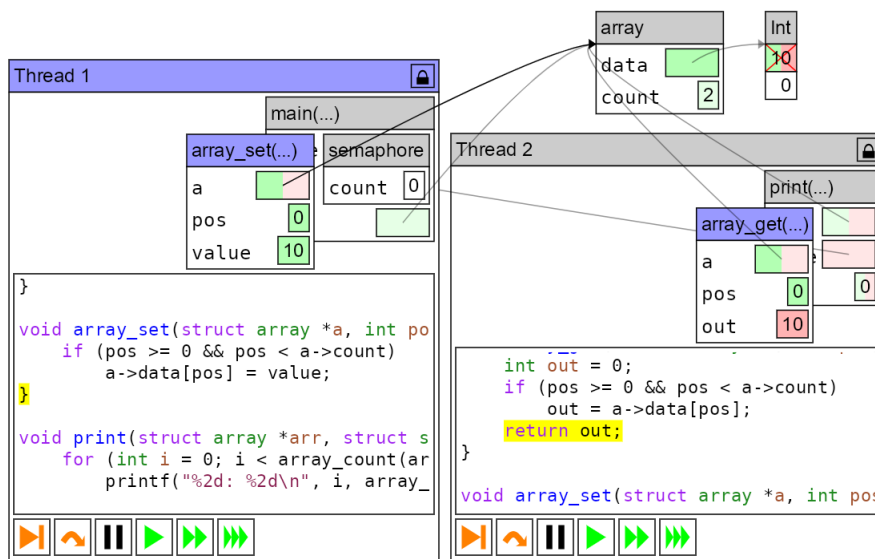 array
data
count 2
Int
10
0
Thread 1
main(...)
array_set(...)
e
semaphore
a
count 0
pos 0
value 10
}
void array_set(struct array *a, int po
if (pos >= 0 && pos < a->count)
a->data[pos] = value;
}
void print(struct array *arr, struct s
for (int i = 0; i < array_count(ar
printf("%2d: %2d\n", i, array_
Thread 2
print(...)
array_get(...)
e
a
0
pos 0
out 10
int out = 0;
if (pos >= 0 && pos < a->count)
out = a->data[pos];
return out;
}
void array_set(struct array *a, int pos